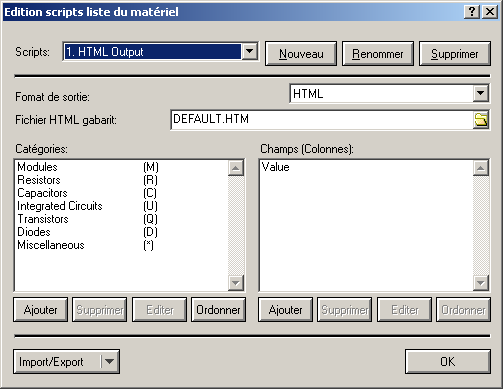 Edition scripts liste du matériel
Scripts: 1. HTML Output Nouveau Renommer Supprimer
Fomat de sortie: HTML
Fichier HTML gabarit: DEFAULT.HTM
Catégories: Champs (Colonnes):
Modules (M) Value
Resistors (R)
Capacitors (C)
Integrated Circuits (U)
Transistors (Q)
Diodes (D)
Miscellaneous (*)
Ajouter Supprimer Editer Ordonner Ajouter Supprimer Editer Ordonner
Import/Export OK